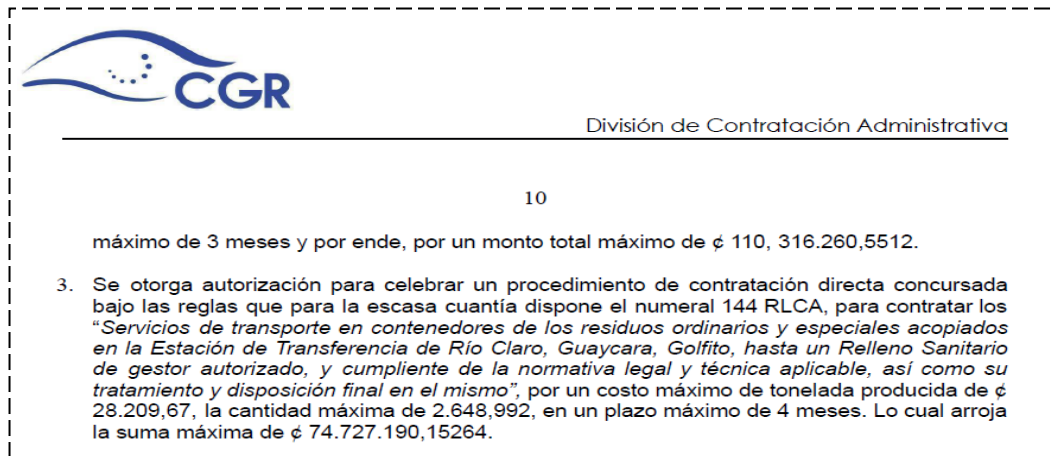 CGR
División de Contratación Administrativa
10
máximo de 3 meses y por ende, por un monto total máximo de ¢ 110, 316.260,5512.
3. Se otorga autorización para celebrar un procedimiento de contratación directa concursada
bajo las reglas que para la escasa cuantía dispone el numeral 144 RLCA, para contratar los
“Servicios de transporte en contenedores de los residuos ordinarios y especiales acopiados
en la Estación de Transferencia de Río Claro, Guaycara, Golfito, hasta un Relleno Sanitario
de gestor autorizado, y cumpliente de la normativa legal y técnica aplicable, así como su
tratamiento y disposición final en el mismo”, por un costo máximo de tonelada producida de ¢
28.209,67, la cantidad máxima de 2.648,992, en un plazo máximo de 4 meses. Lo cual arroja
la suma máxima de ¢ 74.727.190,15264.